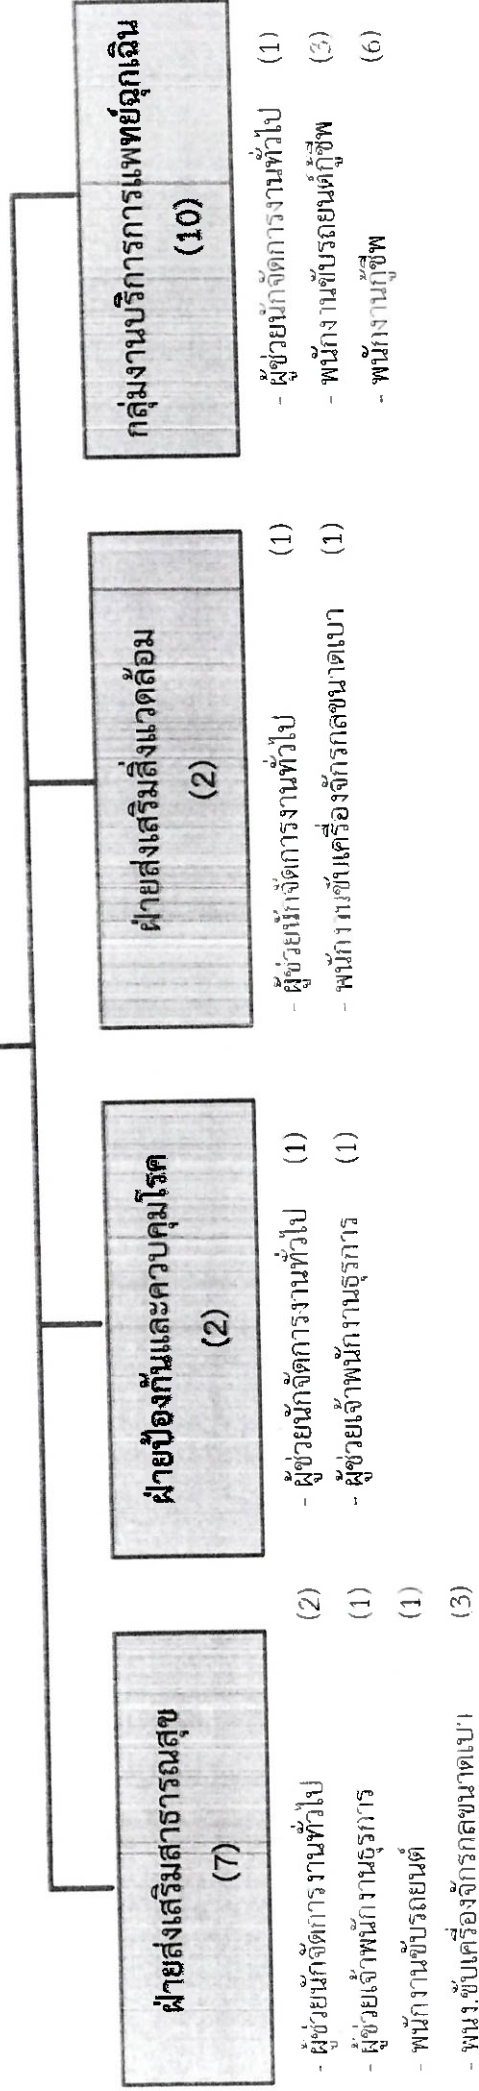 ฝ่ายส่งเสริมสาธารณสุข
(7)
- ผู้ช่วยนักจัดการงานทั่วไป (2)
- ผู้ช่วยเจ้าพนักงานธุรการ (1)
- พนักงานขับรถยนต์ (1)
- พนง.ขับเครื่องจักรกลขนาดเบา (3)
ฝ่ายป้องกันและควบคุมโรค
(2)
- ผู้ช่วยนักจัดการงานทั่วไป (1)
- ผู้ช่วยเจ้าพนักงานธุรการ (1)
ฝ่ายส่งเสริมสิ่งแวดล้อม
(2)
- ผู้ช่วยนักจัดการงานทั่วไป (1)
- พนักงานขับเครื่องจักรกลขนาดเบา (1)
กลุ่มงานบริการการแพทย์ฉุกเฉิน
(10)
- ผู้ช่วยนักจัดการงานทั่วไป (1)
- พนักงานขับรถยนต์กู้ชีพ (3)
- พนักงานกู้ชีพ (6)